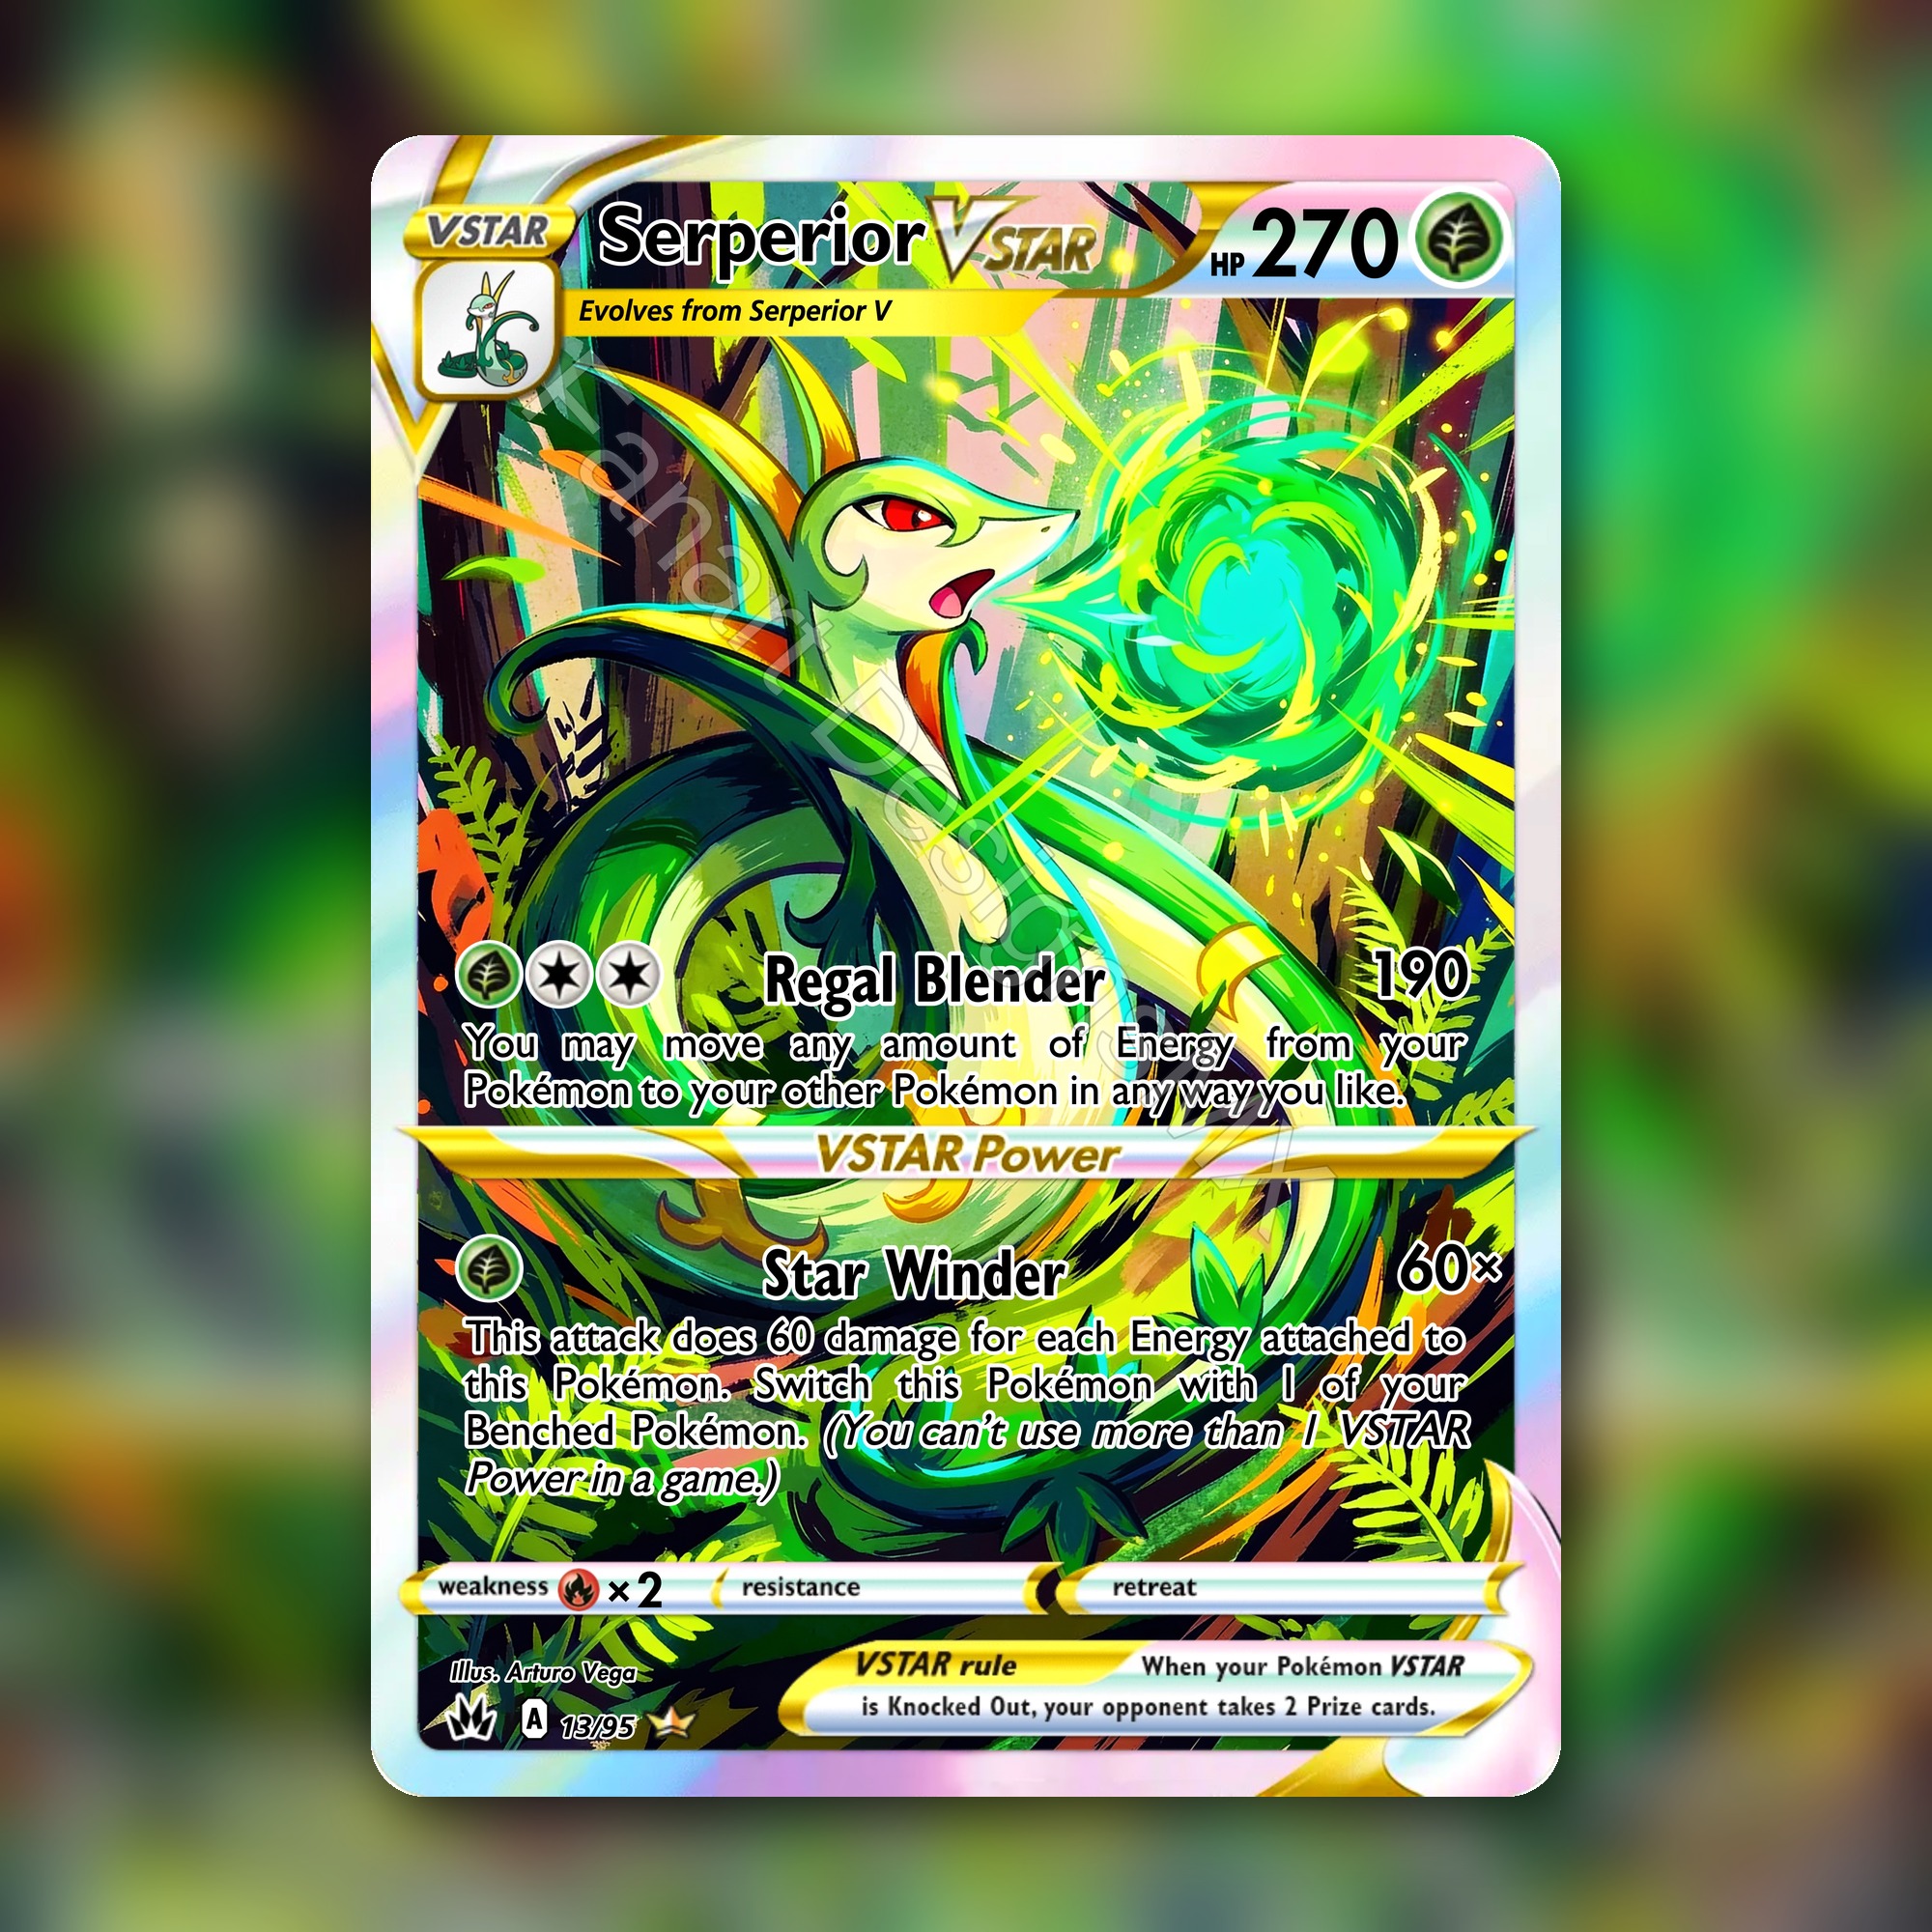 VSTAR
Serperior VSTAR
HP 270
Evolves from Serperior V
Fanart DesignsMX
Regal Blender 190
You may move any amount of Energy from your
Pokémon to your other Pokémon in any way you like.
VSTAR Power
Star Winder 60×
This attack does 60 damage for each Energy attached to
this Pokémon. Switch this Pokémon with 1 of your
Benched Pokémon. (You can't use more than 1 VSTAR
Power in a game.)
weakness ×2 resistance retreat
Illus. Arturo Vega
A 13/95
VSTAR rule When your Pokémon VSTAR
is Knocked Out, your opponent takes 2 Prize cards.